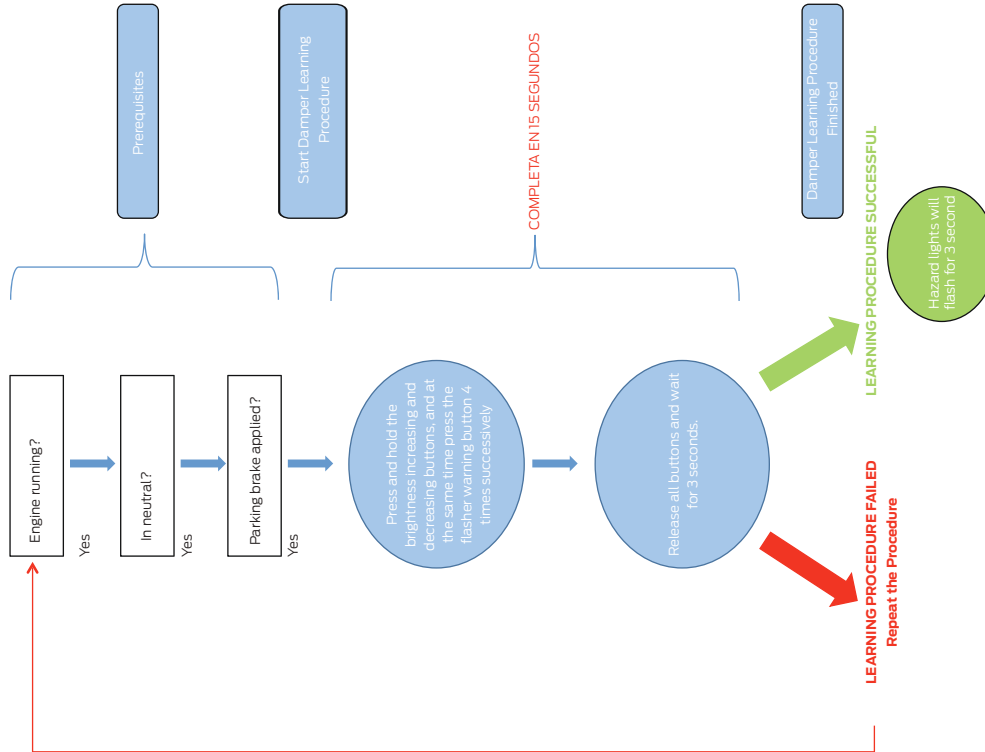 Engine running?
Yes
In neutral?
Yes
Parking brake applied?
Yes
Prerequisites
Start Damper Learning
Procedure
Press and hold the
brightness increasing and
decreasing buttons, and at
the same time press the
flasher warning button 4
times successively
Release all buttons and wait
for 3 seconds.
COMPLETA EN 15 SEGUNDOS
Damper Learning Procedure
Finished
LEARNING PROCEDURE FAILED
Repeat the Procedure
LEARNING PROCEDURE SUCCESSFUL
Hazard lights will
flash for 3 second